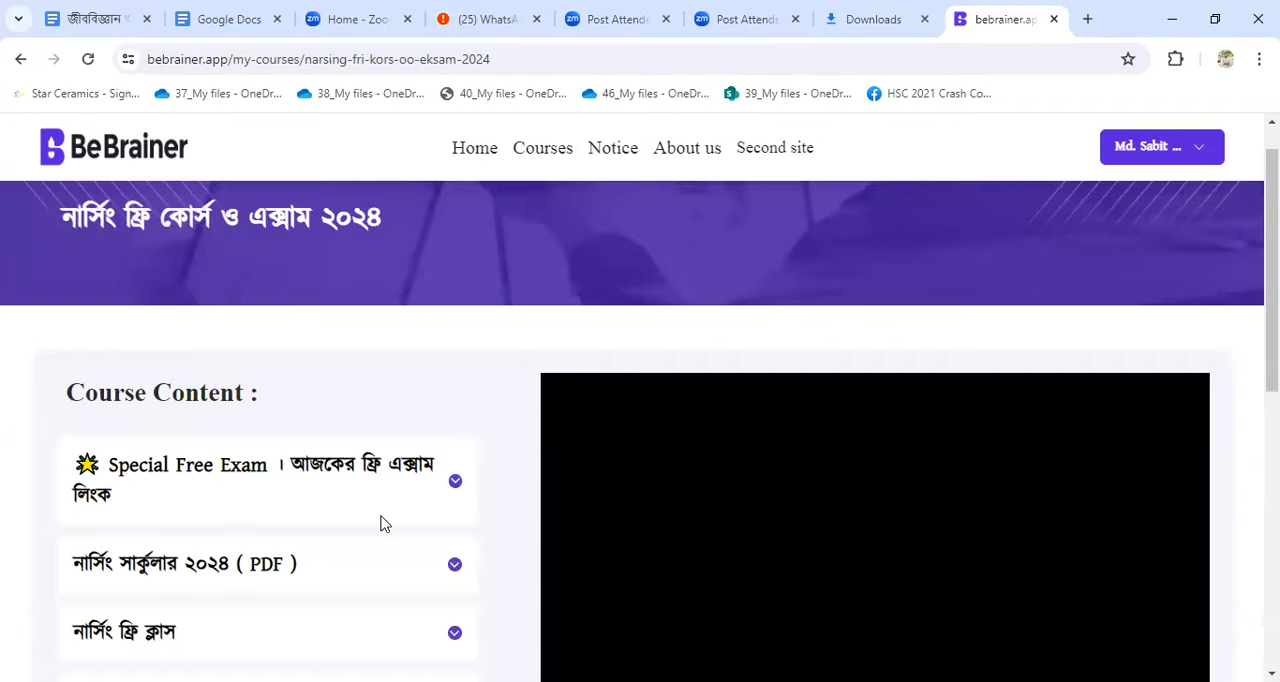 জীববিজ্ঞান
Google Docs
Home - Zoo
(25) WhatsA
Post Attende
Post Attende
Downloads
bebrainer.ap
bebrainer.app/my-courses/narsing-fri-kors-oo-eksam-2024
Star Ceramics - Sign...
37_My files - OneDr...
38_My files - OneDr...
40_My files - OneDr...
46_My files - OneDr...
39_My files - OneDr...
HSC 2021 Crash Co...
BeBrainer
Home
Courses
Notice
About us
Second site
Md. Sabit ...
নার্সিং ফ্রি কোর্স ও এক্সাম ২০২৪
Course Content :
Special Free Exam । আজকের ফ্রি এক্সাম
লিংক
নার্সিং সার্কুলার ২০২৪ ( PDF )
নার্সিং ফ্রি ক্লাস